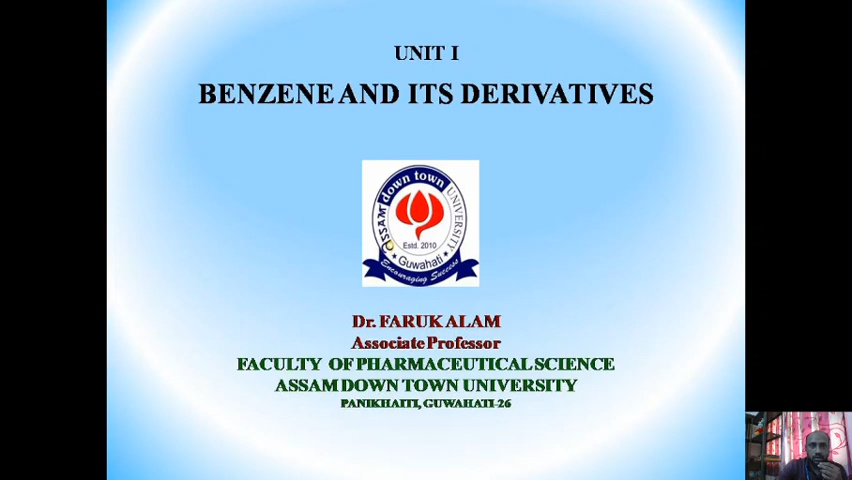 UNIT I
BENZENE AND ITS DERIVATIVES
assam down town UNIVERSITY
Estd. 2010
Guwahati
Encouraging Success
Dr. FARUK ALAM
Associate Professor
FACULTY OF PHARMACEUTICAL SCIENCE
ASSAM DOWN TOWN UNIVERSITY
PANIKHAITI, GUWAHATI-26